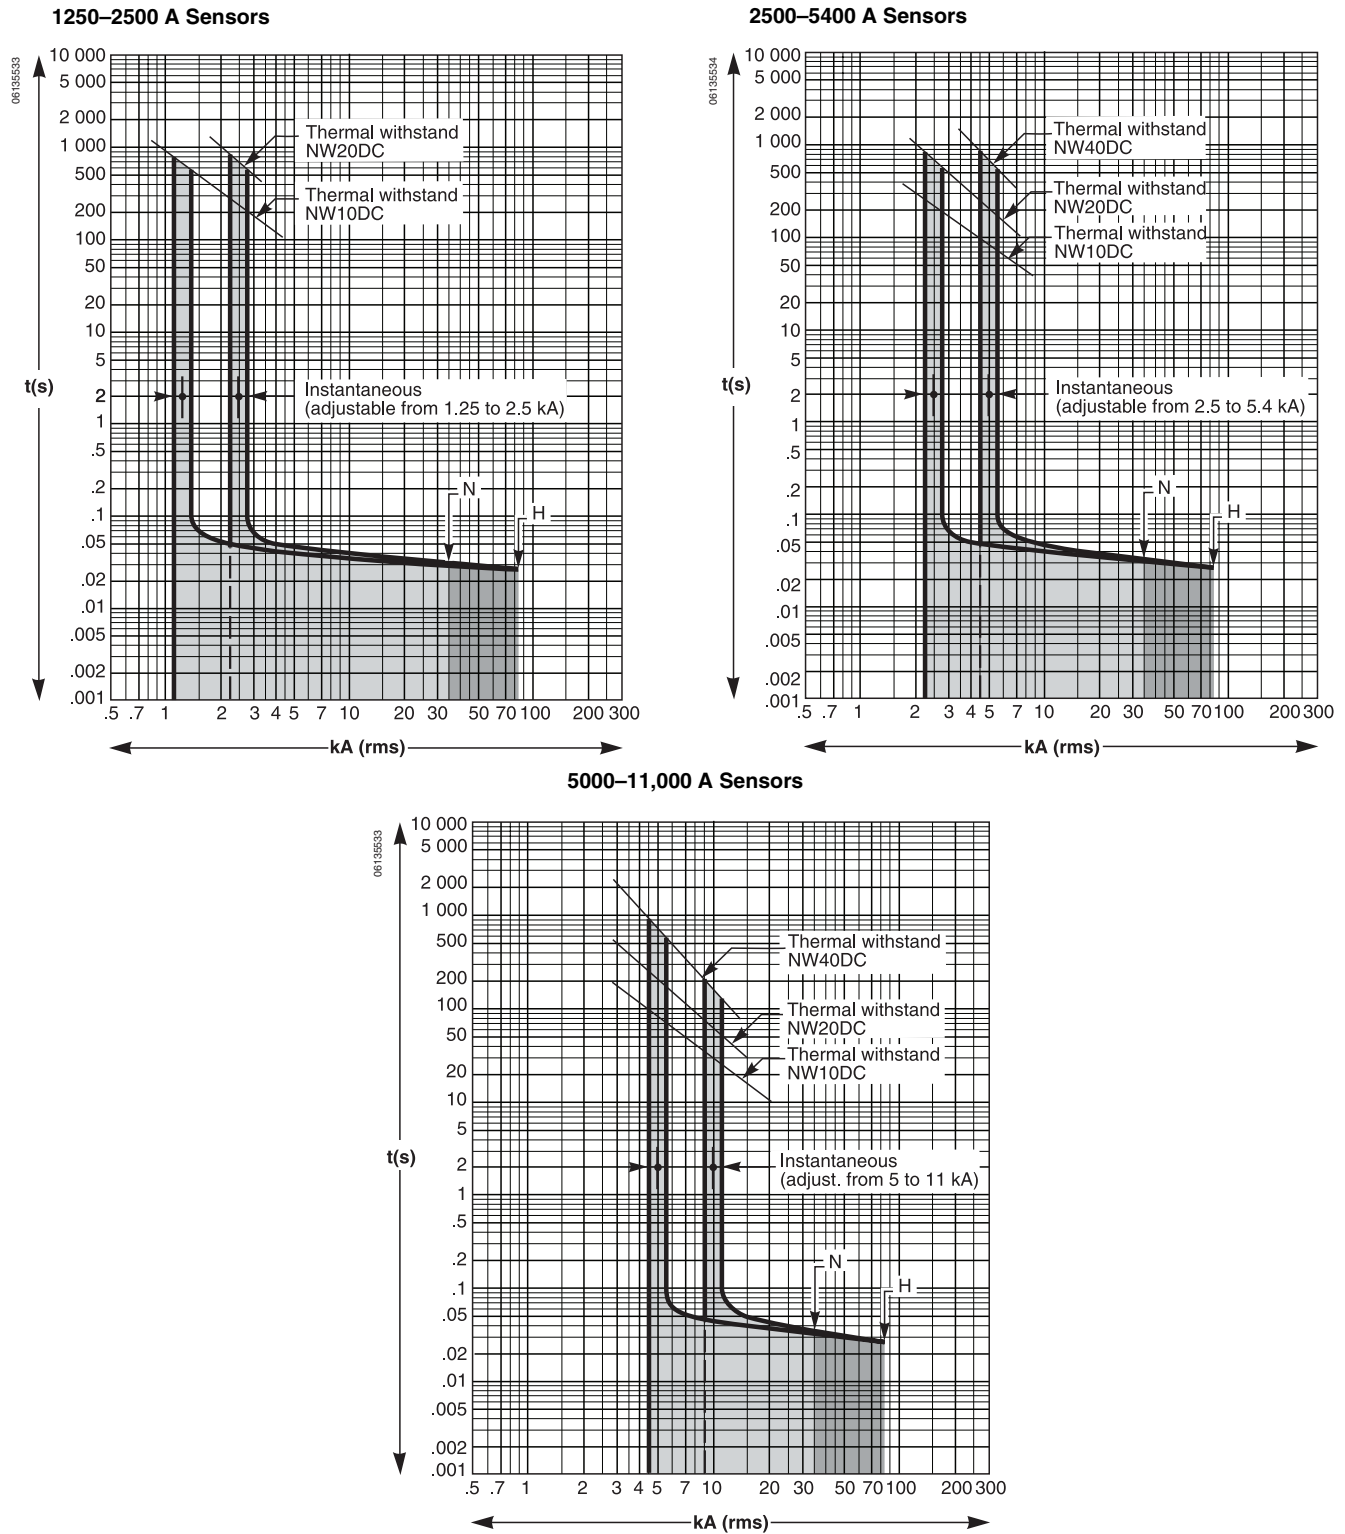 1250–2500 A Sensors
06135533
10 000
5 000
2 000
1 000
500
200
100
50
20
10
5
2
1
.5
.2
.1
.05
.02
.01
.005
.002
.001
t(s)
Thermal withstand
NW20DC
Thermal withstand
NW10DC
Instantaneous
(adjustable from 1.25 to 2.5 kA)
N
H
.5 .7 1 2 3 4 5 7 10 20 30 50 70 100 200 300
kA (rms)
2500–5400 A Sensors
06135534
10 000
5 000
2 000
1 000
500
200
100
50
20
10
5
2
1
.5
.2
.1
.05
.02
.01
.005
.002
.001
t(s)
Thermal withstand
NW40DC
Thermal withstand
NW20DC
Thermal withstand
NW10DC
Instantaneous
(adjustable from 2.5 to 5.4 kA)
N
H
.5 .7 1 2 3 4 5 7 10 20 30 50 70 100 200 300
kA (rms)
5000–11,000 A Sensors
06135533
10 000
5 000
2 000
1 000
500
200
100
50
20
10
5
2
1
.5
.2
.1
.05
.02
.01
.005
.002
.001
t(s)
Thermal withstand
NW40DC
Thermal withstand
NW20DC
Thermal withstand
NW10DC
Instantaneous
(adjust. from 5 to 11 kA)
N
H
.5 .7 1 2 3 4 5 7 10 20 30 50 70 100 200 300
kA (rms)